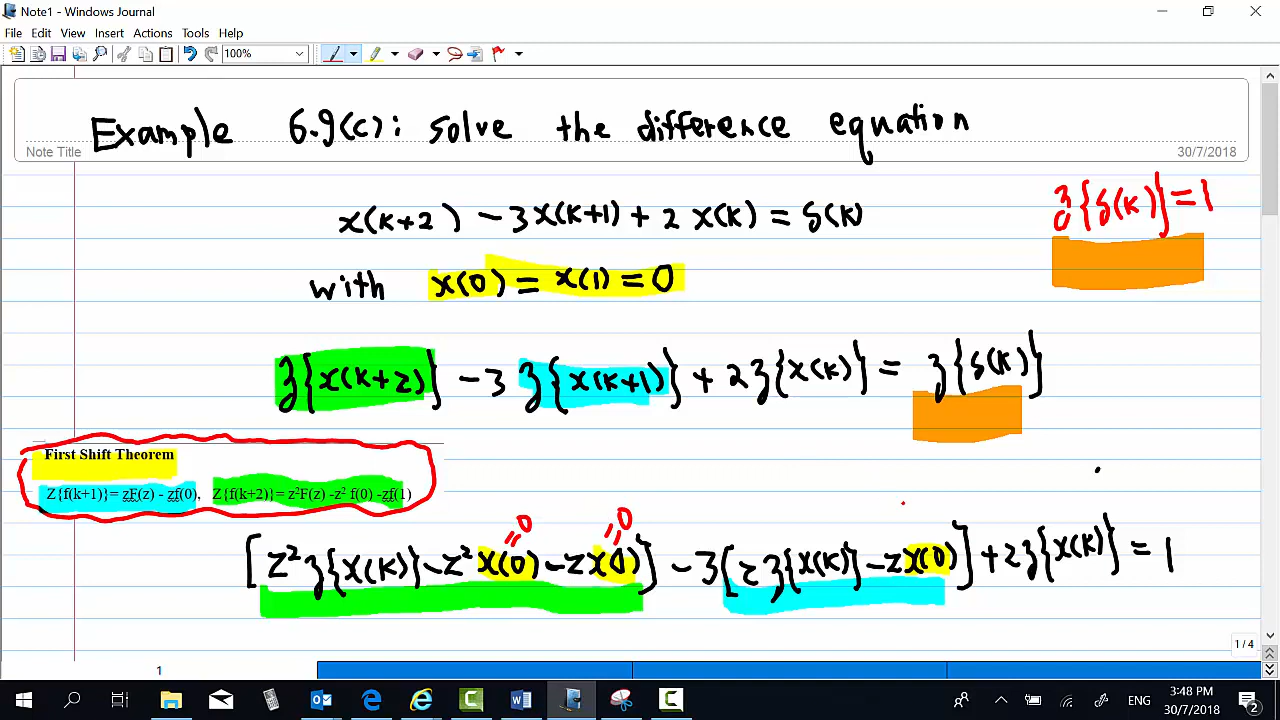 Note1 - Windows Journal
File Edit View Insert Actions Tools Help
100%
Example 6.9(c): solve the difference equation
Note Title
30/7/2018
x(k+2) - 3x(k+1) + 2x(k) = δ(k)
z{δ(k)} = 1
with x(0) = x(1) = 0
z{x(k+2)} - 3z{x(k+1)} + 2z{x(k)} = z{δ(k)}
First Shift Theorem
Z{f(k+1)}= zF(z) - zf(0), Z{f(k+2)}= z²F(z) -z² f(0) -zf(1)
=0 =0
[z²z{x(k)} - z²x(0) - zx(1)] - 3[zz{x(k)} - zx(0)] + 2z{x(k)} = 1
1 / 4
1
ENG
3:48 PM
30/7/2018
2